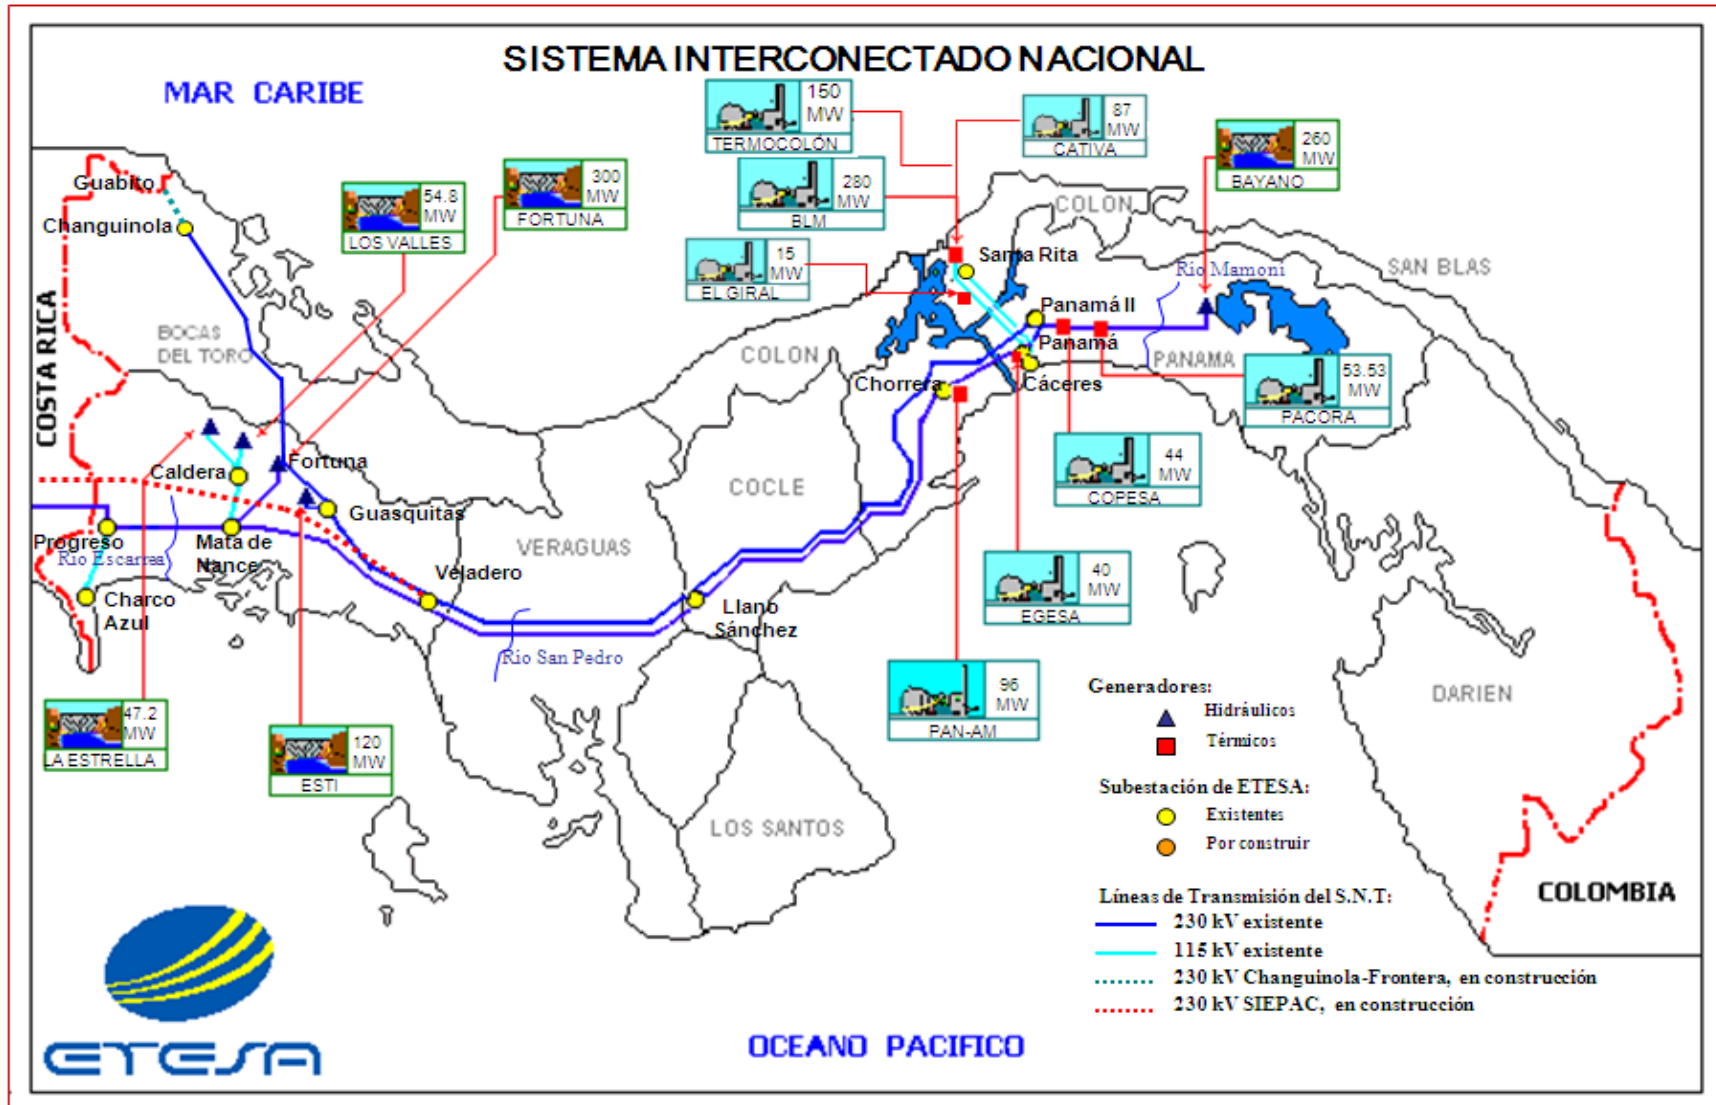 SISTEMA INTERCONECTADO NACIONAL
MAR CARIBE
150
MW
TERMOCOLÓN
87
MW
CATIVA
260
MW
BAYANO
280
MW
BLM
300
MW
FORTUNA
54.8
MW
LOS VALLES
15
MW
EL GIRAL
Guabito
Changuinola
COSTA RICA
BOCAS
DEL TORO
COLON
SAN BLAS
Santa Rita
Río Mamoni
Panamá II
Panamá
PANAMA
COLON
Chorrera
Cáceres
53.53
MW
PACORA
44
MW
COPESA
Caldera
Fortuna
Guasquitas
COCLE
VERAGUAS
Progreso
Río Escarrea
Mata de
Nance
Veladero
Charco
Azul
Llano
Sánchez
Río San Pedro
40
MW
EGESA
96
MW
PAN-AM
47.2
MW
LA ESTRELLA
120
MW
ESTI
LOS SANTOS
DARIEN
COLOMBIA
Generadores:
Hidráulicos
Térmicos
Subestación de ETESA:
Existentes
Por construir
Líneas de Transmisión del S.N.T:
230 kV existente
115 kV existente
230 kV Changuinola-Frontera, en construcción
230 kV SIEPAC, en construcción
OCEANO PACIFICO
ETESA